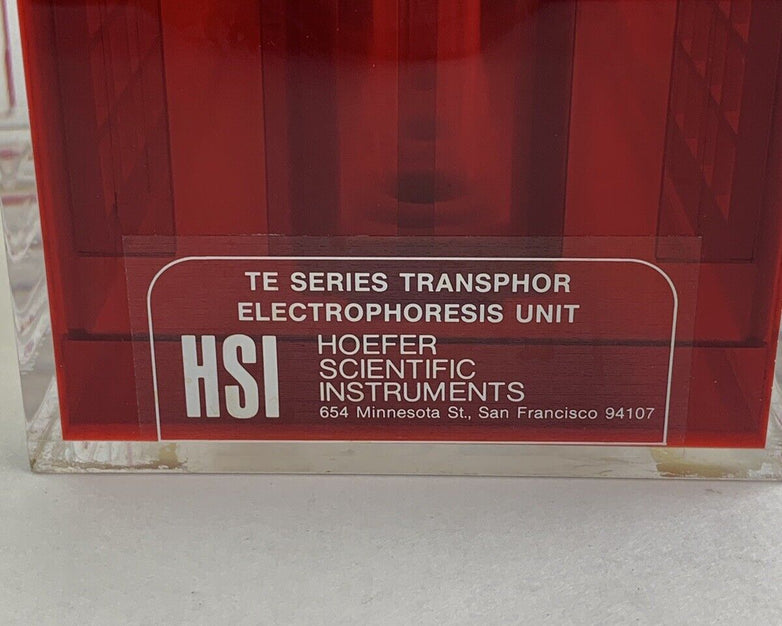 TE SERIES TRANSPHOR
ELECTROPHORESIS UNIT
HSI
HOEFER
SCIENTIFIC
INSTRUMENTS
654 Minnesota St., San Francisco 94107